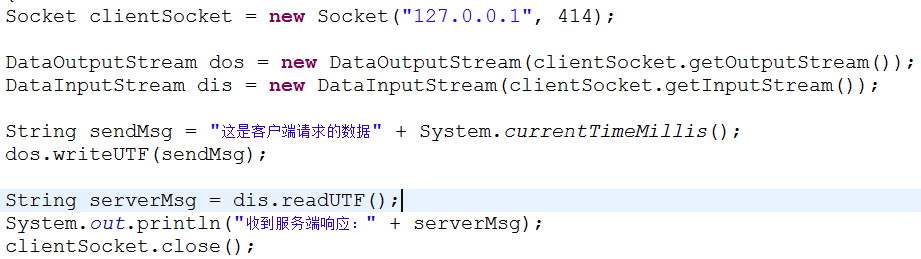 Socket clientSocket = new Socket("127.0.0.1", 414);
DataOutputStream dos = new DataOutputStream(clientSocket.getOutputStream());
DataInputStream dis = new DataInputStream(clientSocket.getInputStream());
String sendMsg = "这是客户端请求的数据" + System.currentTimeMillis();
dos.writeUTF(sendMsg);
String serverMsg = dis.readUTF();
System.out.println("收到服务端响应：" + serverMsg);
clientSocket.close();